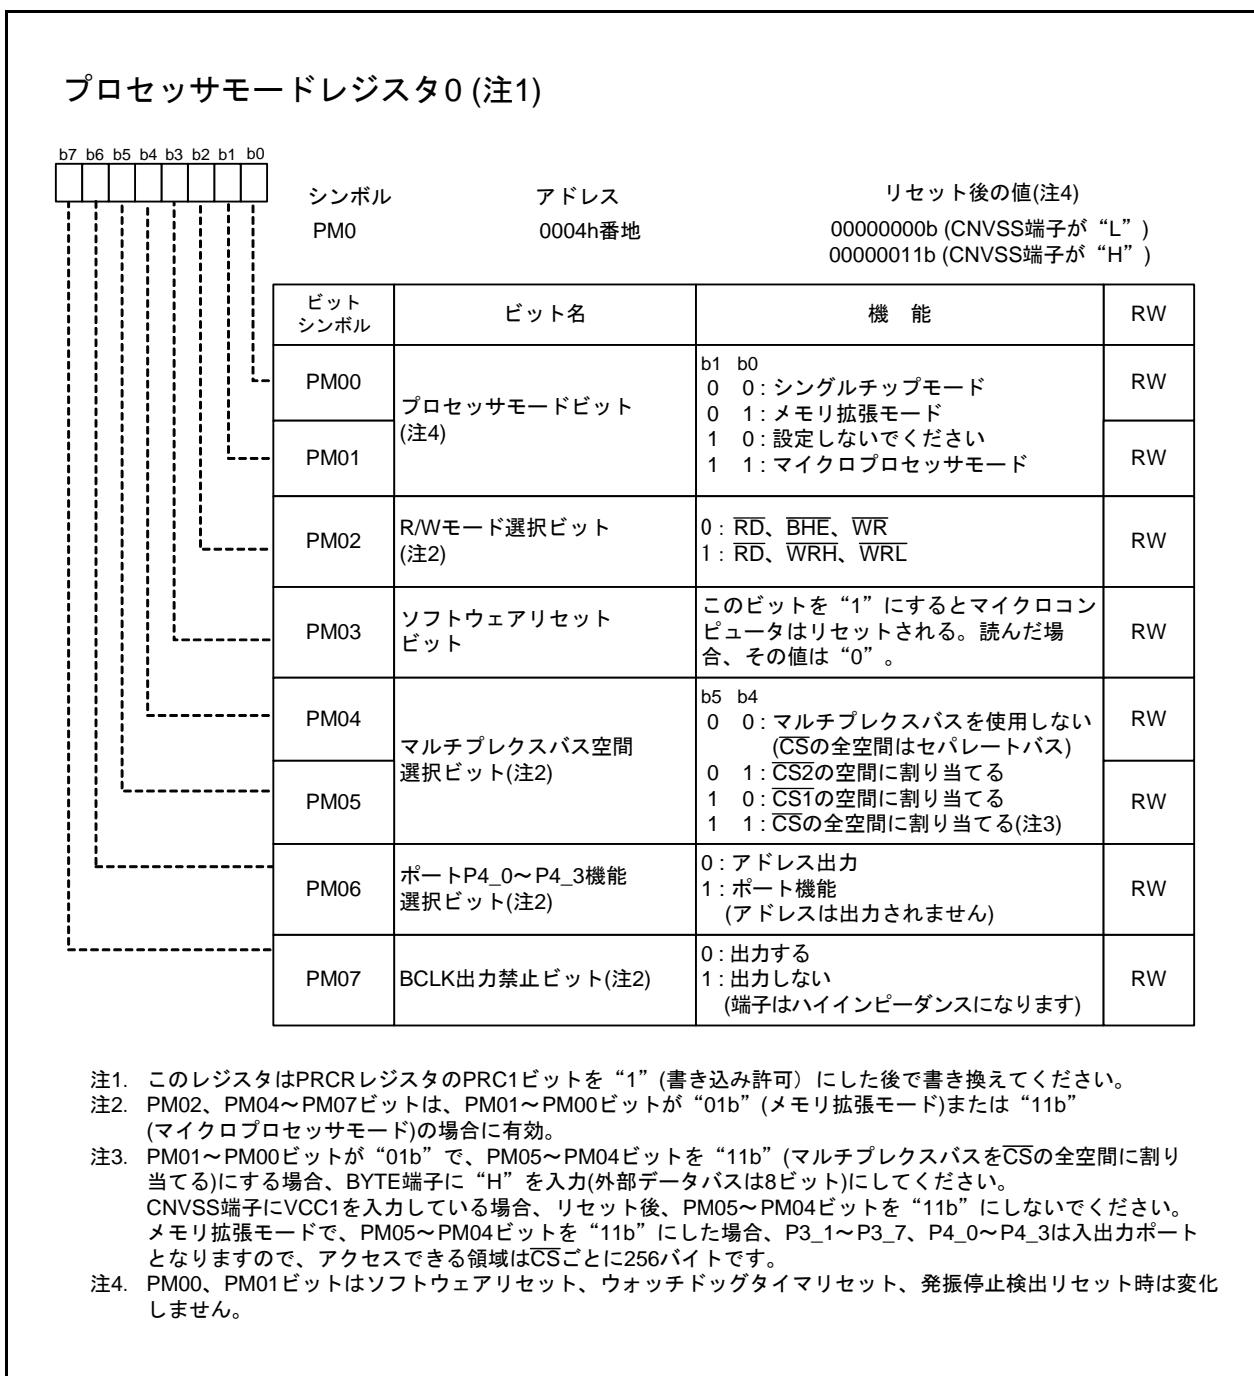 プロセッサモードレジスタ0 (注1)
b7 b6 b5 b4 b3 b2 b1 b0
シンボル アドレス リセット後の値(注4)
PM0 0004h番地 00000000b (CNVSS端子が“L”)
00000011b (CNVSS端子が“H”)
ビット
シンボル
ビット名
機 能
RW
PM00
PM01
プロセッサモードビット
(注4)
b1 b0
0 0 : シングルチップモード
0 1 : メモリ拡張モード
1 0 : 設定しないでください
1 1 : マイクロプロセッサモード
RW
RW
PM02
R/Wモード選択ビット
(注2)
0 : RD、BHE、WR
1 : RD、WRH、WRL
RW
PM03
ソフトウェアリセット
ビット
このビットを“1”にするとマイクロコン
ピュータはリセットされる。読んだ場
合、その値は“0”。
RW
PM04
PM05
マルチプレクスバス空間
選択ビット(注2)
b5 b4
0 0 : マルチプレクスバスを使用しない
(CSの全空間はセパレートバス)
0 1 : CS2の空間に割り当てる
1 0 : CS1の空間に割り当てる
1 1 : CSの全空間に割り当てる(注3)
RW
RW
PM06
ポートP4_0～P4_3機能
選択ビット(注2)
0 : アドレス出力
1 : ポート機能
(アドレスは出力されません)
RW
PM07
BCLK出力禁止ビット(注2)
0 : 出力する
1 : 出力しない
(端子はハイインピーダンスになります)
RW
注1. このレジスタはPRCRレジスタのPRC1ビットを“1”(書き込み許可）にした後で書き換えてください。
注2. PM02、PM04～PM07ビットは、PM01～PM00ビットが“01b”(メモリ拡張モード)または“11b”
(マイクロプロセッサモード)の場合に有効。
注3. PM01～PM00ビットが“01b”で、PM05～PM04ビットを“11b”(マルチプレクスバスをCSの全空間に割り
当てる)にする場合、BYTE端子に“H”を入力(外部データバスは8ビット)にしてください。
CNVSS端子にVCC1を入力している場合、リセット後、PM05～PM04ビットを“11b”にしないでください。
メモリ拡張モードで、PM05～PM04ビットを“11b”にした場合、P3_1～P3_7、P4_0～P4_3は入出力ポート
となりますので、アクセスできる領域はCSごとに256バイトです。
注4. PM00、PM01ビットはソフトウェアリセット、ウォッチドッグタイマリセット、発振停止検出リセット時は変化
しません。